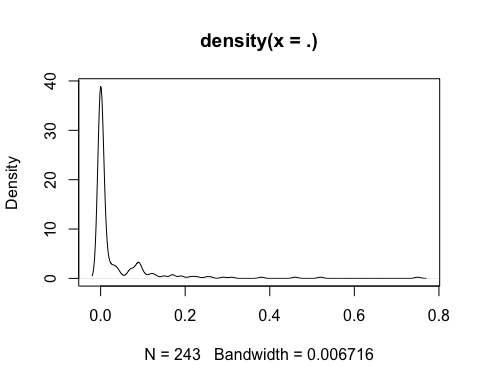 density(x = .)
Density
40
30
20
10
0
0.0 0.2 0.4 0.6 0.8
N = 243 Bandwidth = 0.006716